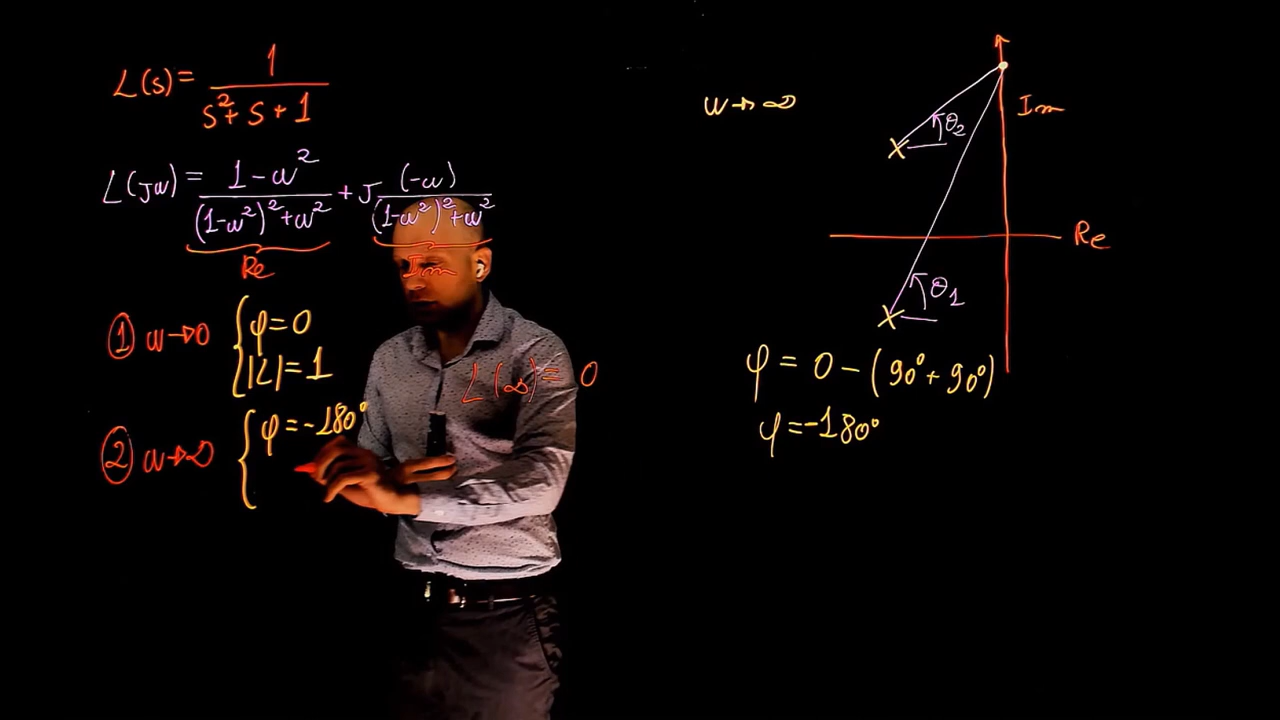 L(s) = 1 / (s² + s + 1)
L(jω) = (1-ω²) / ((1-ω²)²+ω²) + j (-ω) / ((1-ω²)²+ω²)
Re Im
① ω→0 { φ=0
|L|=1
L(∞)= 0
② ω→∞ { φ=-180°
ω→∞
θ₂
Im
Re
θ₁
φ = 0 - (90°+90°)
φ=-180°